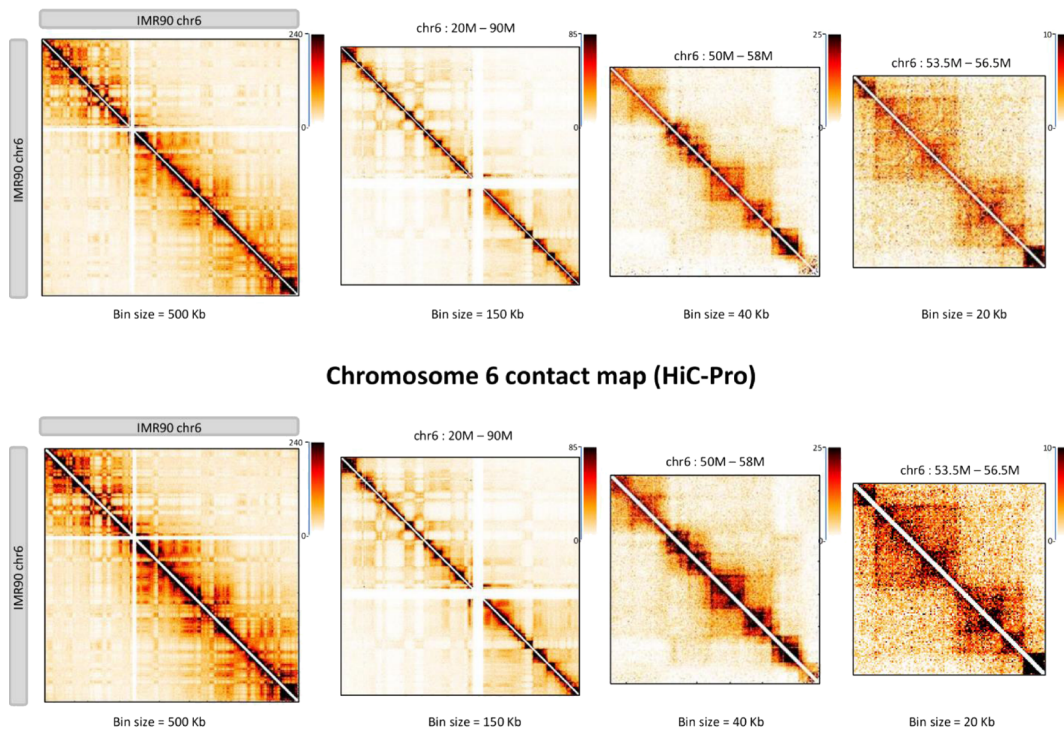 IMR90 chr6
chr6 : 20M – 90M
chr6 : 50M – 58M
chr6 : 53.5M – 56.5M
240
85
25
10
0
0
0
0
IMR90 chr6
Bin size = 500 Kb
Bin size = 150 Kb
Bin size = 40 Kb
Bin size = 20 Kb
Chromosome 6 contact map (HiC-Pro)
IMR90 chr6
chr6 : 20M – 90M
chr6 : 50M – 58M
chr6 : 53.5M – 56.5M
240
85
25
10
0
0
0
0
IMR90 chr6
Bin size = 500 Kb
Bin size = 150 Kb
Bin size = 40 Kb
Bin size = 20 Kb